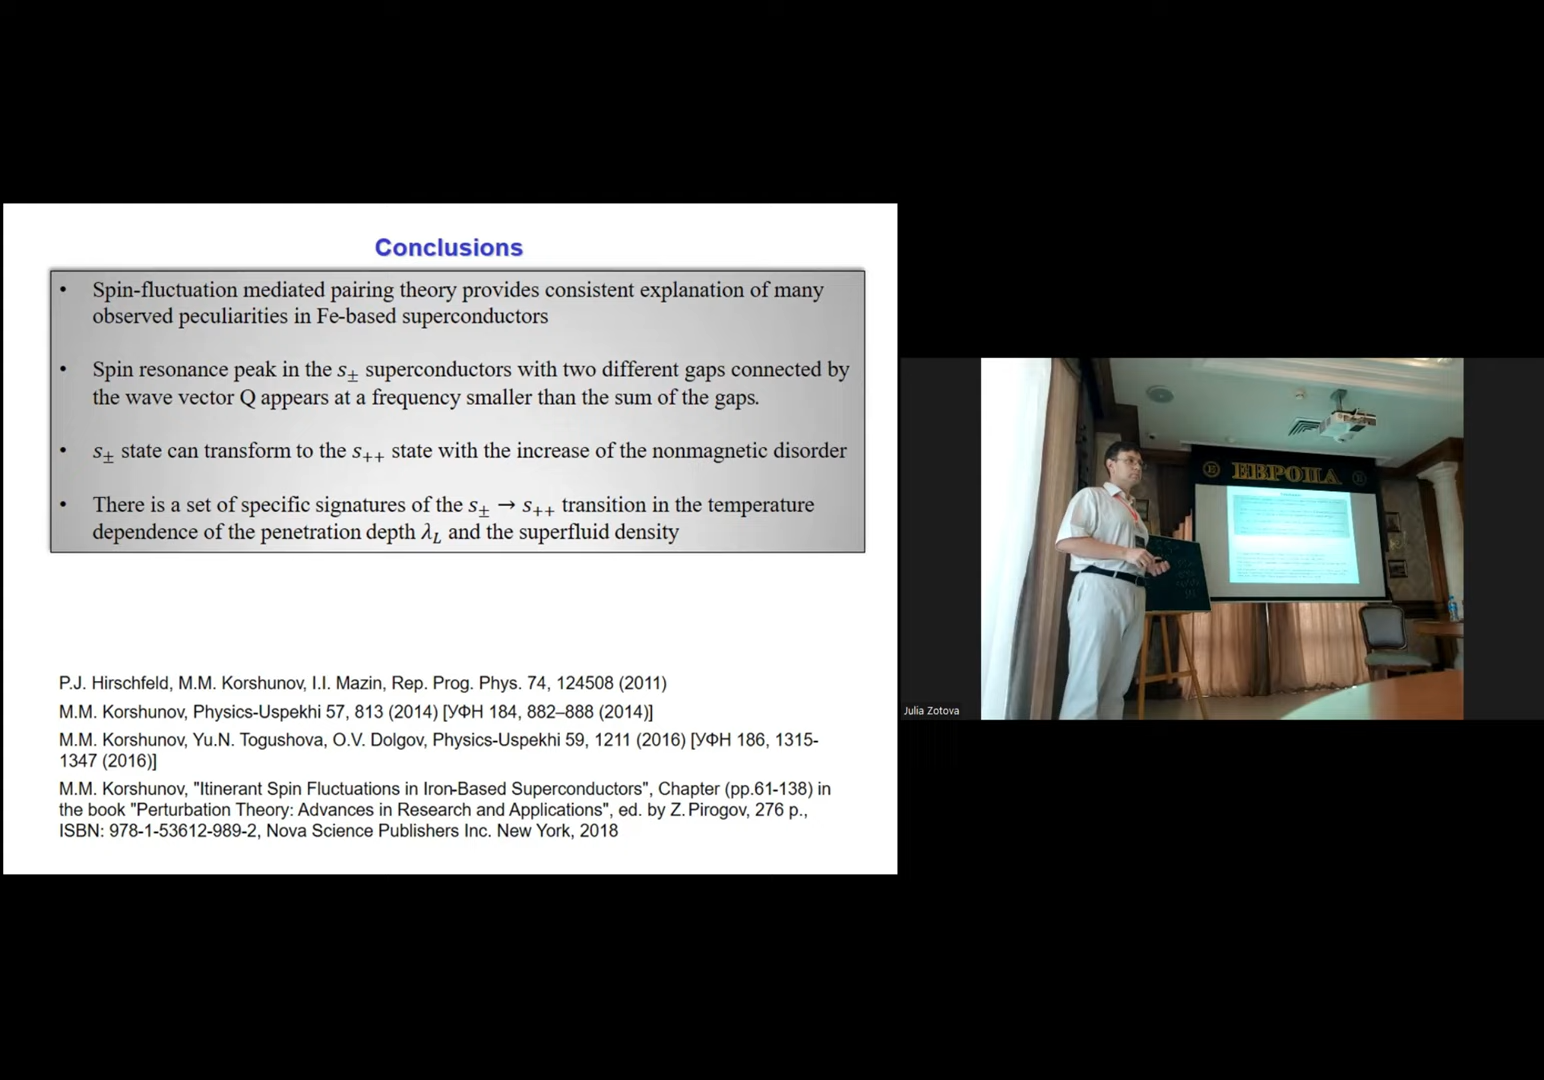 Conclusions
• Spin-fluctuation mediated pairing theory provides consistent explanation of many
observed peculiarities in Fe-based superconductors
• Spin resonance peak in the s± superconductors with two different gaps connected by
the wave vector Q appears at a frequency smaller than the sum of the gaps.
• s± state can transform to the s₊₊ state with the increase of the nonmagnetic disorder
• There is a set of specific signatures of the s± → s₊₊ transition in the temperature
dependence of the penetration depth λL and the superfluid density
P.J. Hirschfeld, M.M. Korshunov, I.I. Mazin, Rep. Prog. Phys. 74, 124508 (2011)
M.M. Korshunov, Physics-Uspekhi 57, 813 (2014) [УФН 184, 882–888 (2014)]
M.M. Korshunov, Yu.N. Togushova, O.V. Dolgov, Physics-Uspekhi 59, 1211 (2016) [УФН 186, 1315-
1347 (2016)]
M.M. Korshunov, "Itinerant Spin Fluctuations in Iron-Based Superconductors", Chapter (pp.61-138) in
the book "Perturbation Theory: Advances in Research and Applications", ed. by Z. Pirogov, 276 p.,
ISBN: 978-1-53612-989-2, Nova Science Publishers Inc. New York, 2018
ЕВРОПА
Julia Zotova